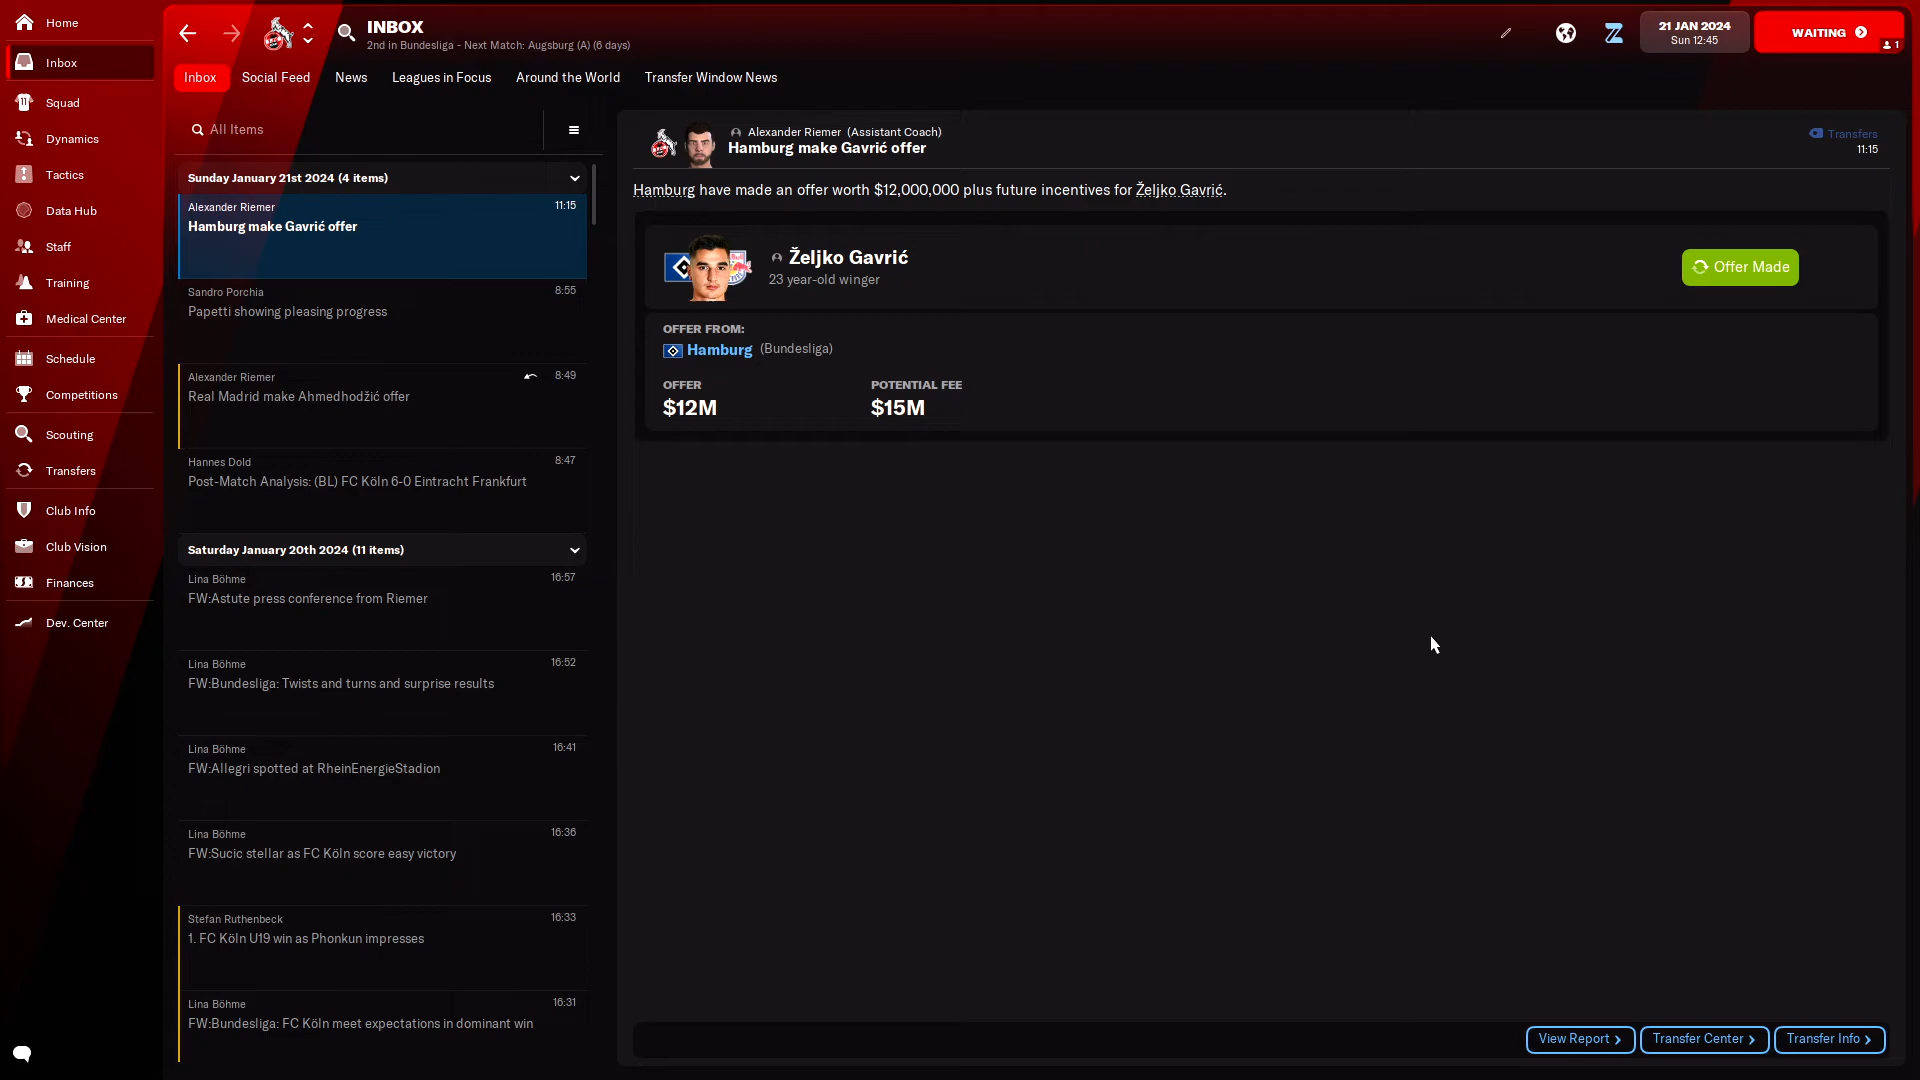 Home
Inbox
Squad
Dynamics
Tactics
Data Hub
Staff
Training
Medical Center
Schedule
Competitions
Scouting
Transfers
Club Info
Club Vision
Finances
Dev. Center
INBOX
2nd in Bundesliga - Next Match: Augsburg (A) (6 days)
21 JAN 2024
Sun 12:45
WAITING
1
Inbox Social Feed News Leagues in Focus Around the World Transfer Window News
All Items
Sunday January 21st 2024 (4 items)
Alexander Riemer 11:15
Hamburg make Gavrić offer
Sandro Porchia 8:55
Papetti showing pleasing progress
Alexander Riemer 8:49
Real Madrid make Ahmedhodžić offer
Hannes Dold 8:47
Post-Match Analysis: (BL) FC Köln 6-0 Eintracht Frankfurt
Saturday January 20th 2024 (11 items)
Lina Böhme 16:57
FW:Astute press conference from Riemer
Lina Böhme 16:52
FW:Bundesliga: Twists and turns and surprise results
Lina Böhme 16:41
FW:Allegri spotted at RheinEnergieStadion
Lina Böhme 16:36
FW:Sucic stellar as FC Köln score easy victory
Stefan Ruthenbeck 16:33
1. FC Köln U19 win as Phonkun impresses
Lina Böhme 16:31
FW:Bundesliga: FC Köln meet expectations in dominant win
Alexander Riemer (Assistant Coach)
Hamburg make Gavrić offer
Transfers
11:15
Hamburg have made an offer worth $12,000,000 plus future incentives for Željko Gavrić.
Željko Gavrić
23 year-old winger
Offer Made
OFFER FROM:
Hamburg (Bundesliga)
OFFER POTENTIAL FEE
$12M $15M
View Report Transfer Center Transfer Info